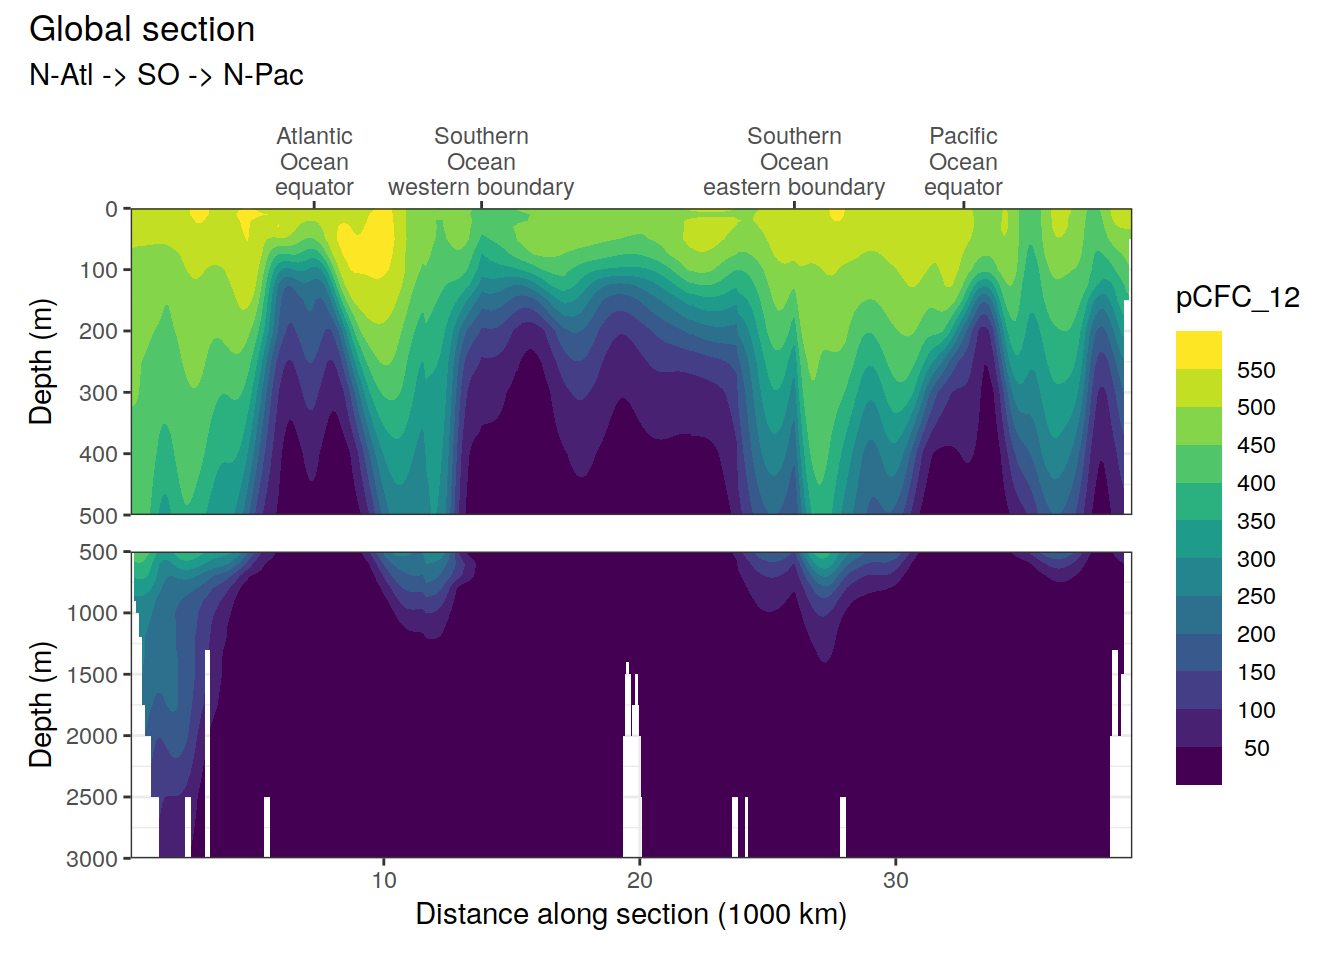 Global section
N-Atl -> SO -> N-Pac
Atlantic
Ocean
equator
Southern
Ocean
western boundary
Southern
Ocean
eastern boundary
Pacific
Ocean
equator
Depth (m)
0
100
200
300
400
500
Depth (m)
500
1000
1500
2000
2500
3000
10
20
30
Distance along section (1000 km)
pCFC_12
550
500
450
400
350
300
250
200
150
100
50